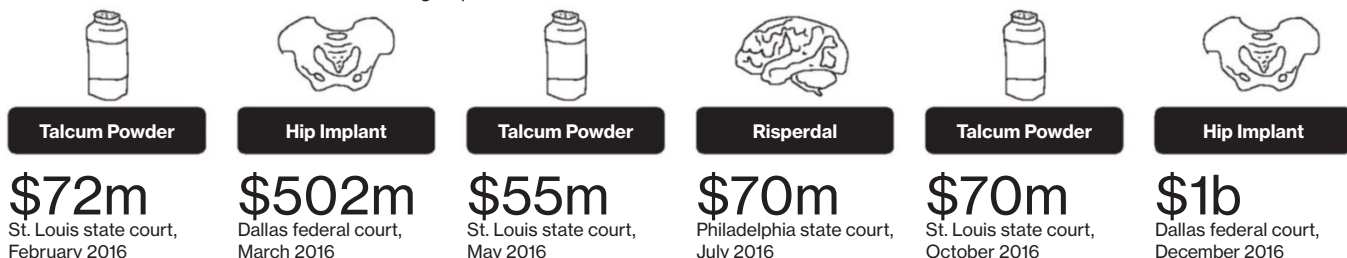 Talcum Powder
Hip Implant
Talcum Powder
Risperdal
Talcum Powder
Hip Implant
$72m
$502m
$55m
$70m
$70m
$1b
St. Louis state court,
February 2016
Dallas federal court,
March 2016
St. Louis state court,
May 2016
Philadelphia state court,
July 2016
St. Louis state court,
October 2016
Dallas federal court,
December 2016